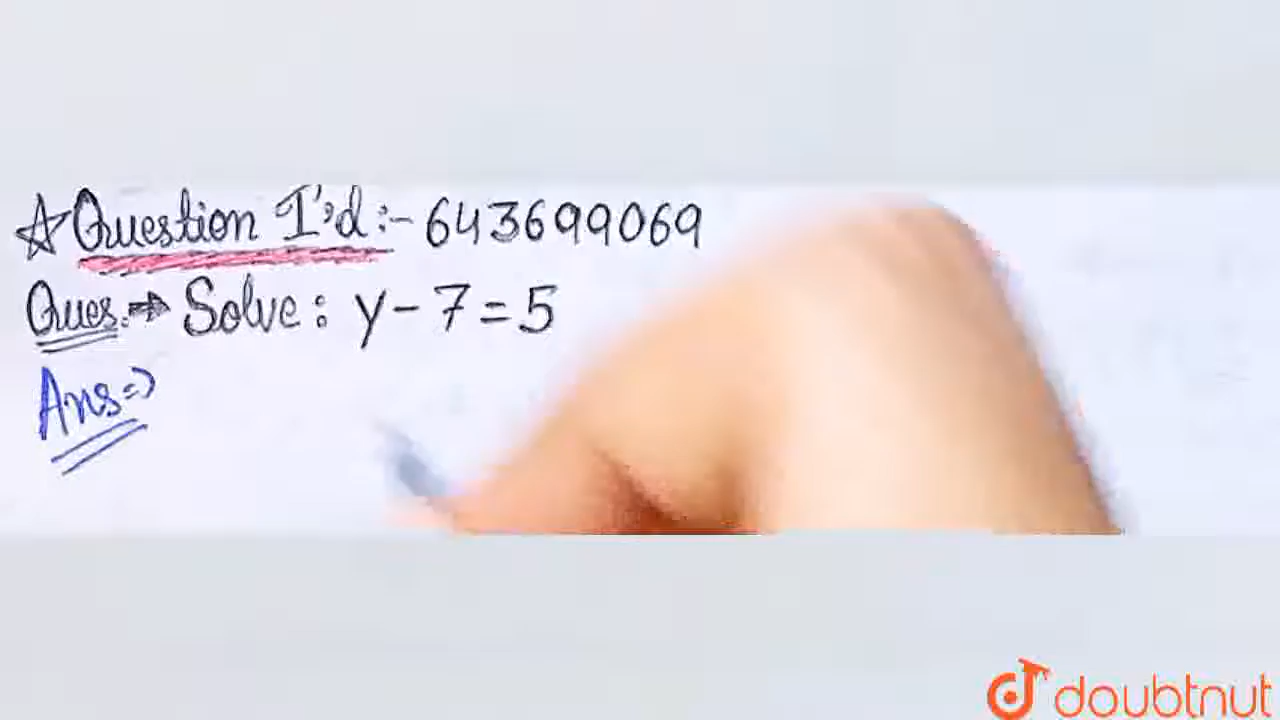 ☆Question I'd:- 643699069
Ques.→ Solve: y-7=5
Ans⇒
doubtnut